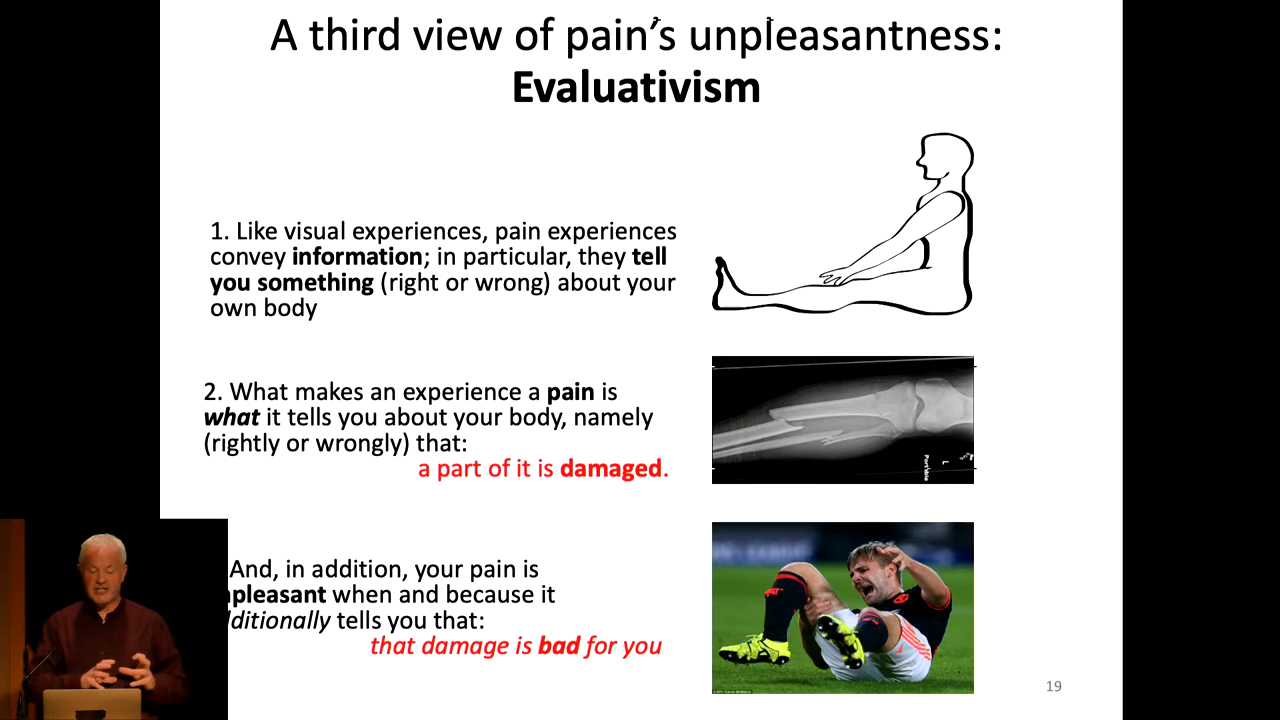 A third view of pain's unpleasantness:
Evaluativism
1. Like visual experiences, pain experiences
convey information; in particular, they tell
you something (right or wrong) about your
own body
2. What makes an experience a pain is
what it tells you about your body, namely
(rightly or wrongly) that:
a part of it is damaged.
Portable
L
And, in addition, your pain is
pleasant when and because it
ditionally tells you that:
that damage is bad for you
19